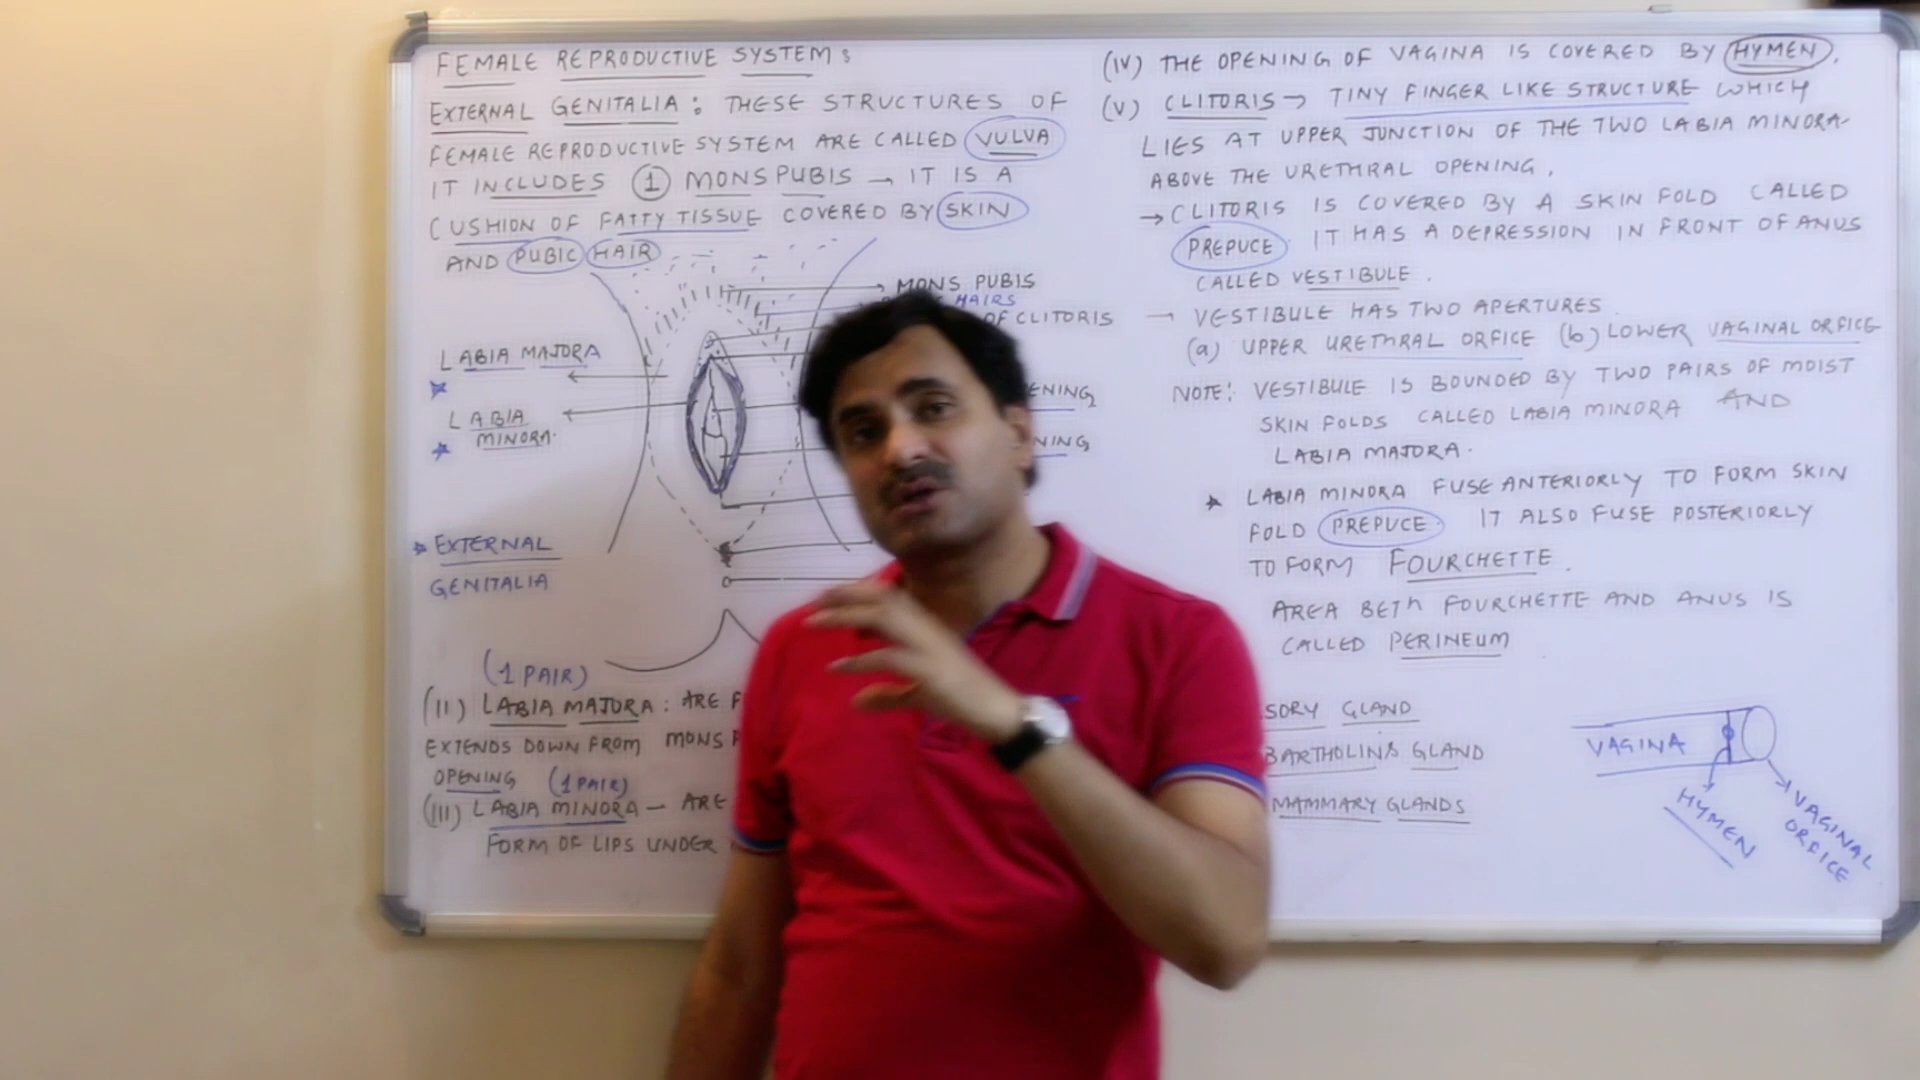 FEMALE REPRODUCTIVE SYSTEM:
EXTERNAL GENITALIA: THESE STRUCTURES OF
FEMALE REPRODUCTIVE SYSTEM ARE CALLED VULVA
IT INCLUDES 1 MONS PUBIS → IT IS A
CUSHION OF FATTY TISSUE COVERED BY SKIN
AND PUBIC HAIR
MONS PUBIS
HAIRS
OF CLITORIS
LABIA MAJORA
LABIA
MINORA.
ENING
NING
EXTERNAL
GENITALIA
(1 PAIR)
(II) LABIA MAJORA: ARE
EXTENDS DOWN FROM MONS
OPENING (1 PAIR)
(III) LABIA MINORA — ARE
FORM OF LIPS UNDER
(IV) THE OPENING OF VAGINA IS COVERED BY HYMEN.
(V) CLITORIS → TINY FINGER LIKE STRUCTURE WHICH
LIES AT UPPER JUNCTION OF THE TWO LABIA MINORA
ABOVE THE URETHRAL OPENING.
→ CLITORIS IS COVERED BY A SKIN FOLD CALLED
PREPUCE. IT HAS A DEPRESSION IN FRONT OF ANUS
CALLED VESTIBULE.
→ VESTIBULE HAS TWO APERTURES
(a) UPPER URETHRAL ORFICE (b) LOWER VAGINAL ORFICE
NOTE: VESTIBULE IS BOUNDED BY TWO PAIRS OF MOIST
SKIN FOLDS CALLED LABIA MINORA AND
LABIA MAJORA.
★ LABIA MINORA FUSE ANTERIORLY TO FORM SKIN
FOLD PREPUCE. IT ALSO FUSE POSTERIORLY
TO FORM FOURCHETTE.
AREA BETn FOURCHETTE AND ANUS IS
CALLED PERINEUM
SORY GLAND
BARTHOLIN'S GLAND
MAMMARY GLANDS
VAGINA
HYMEN
VAGINAL
ORFICE